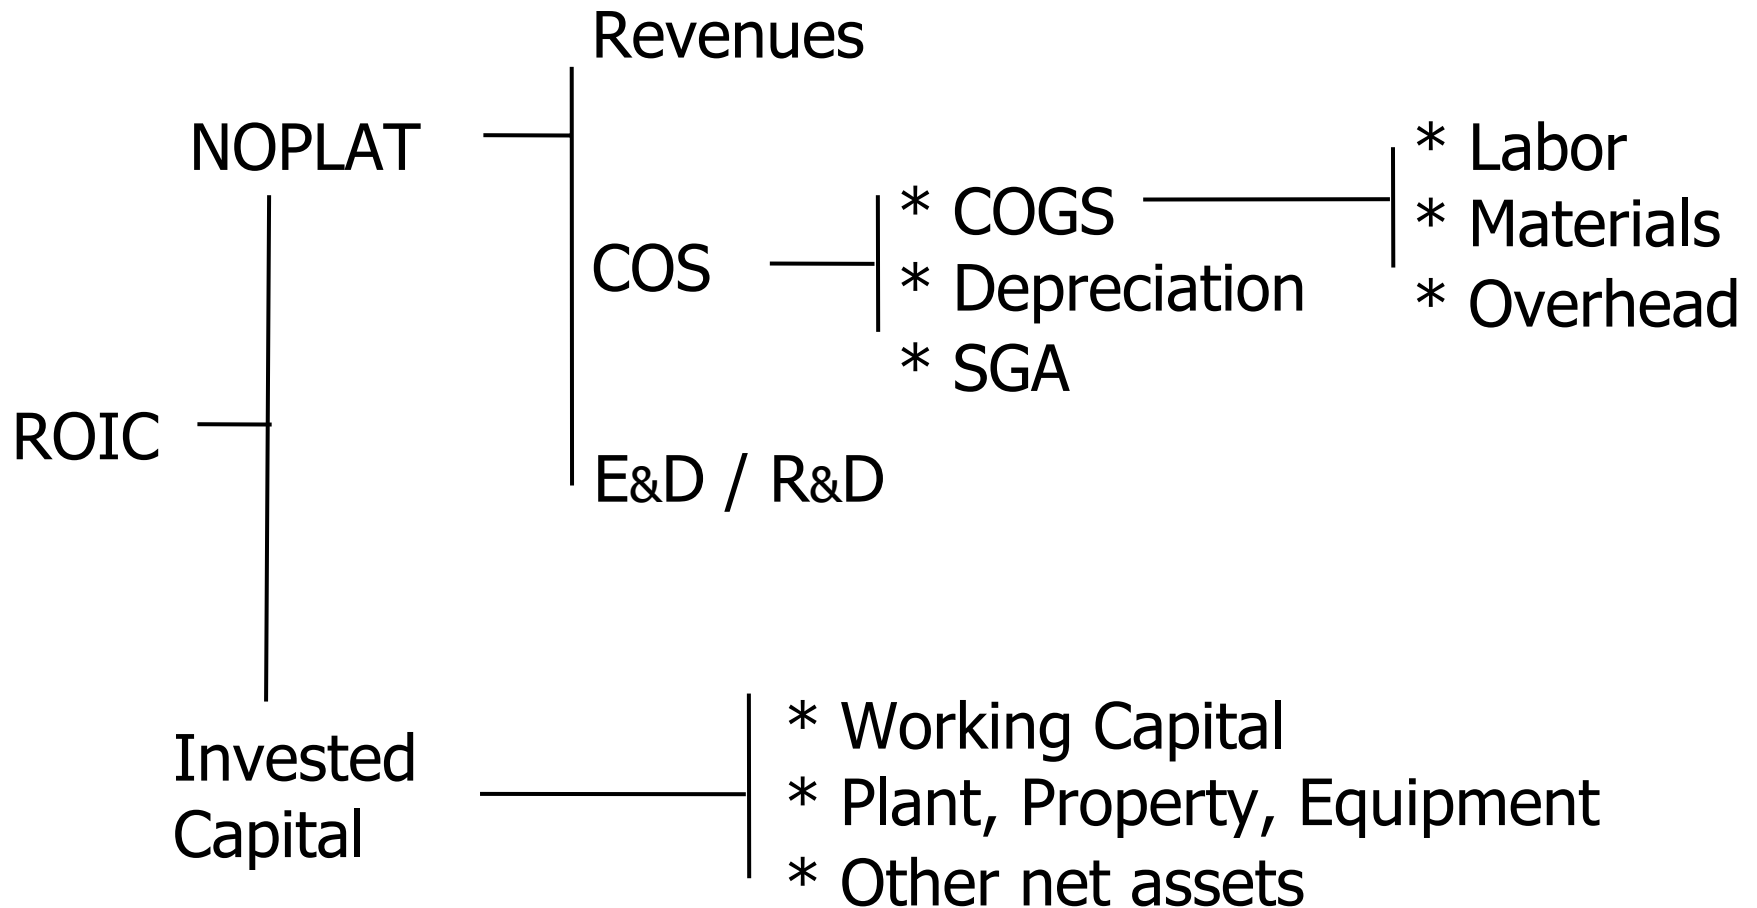 Revenues
NOPLAT
* Labor
* Materials
* Overhead
* COGS
* Depreciation
* SGA
COS
ROIC
E&D / R&D
Invested
Capital
* Working Capital
* Plant, Property, Equipment
* Other net assets